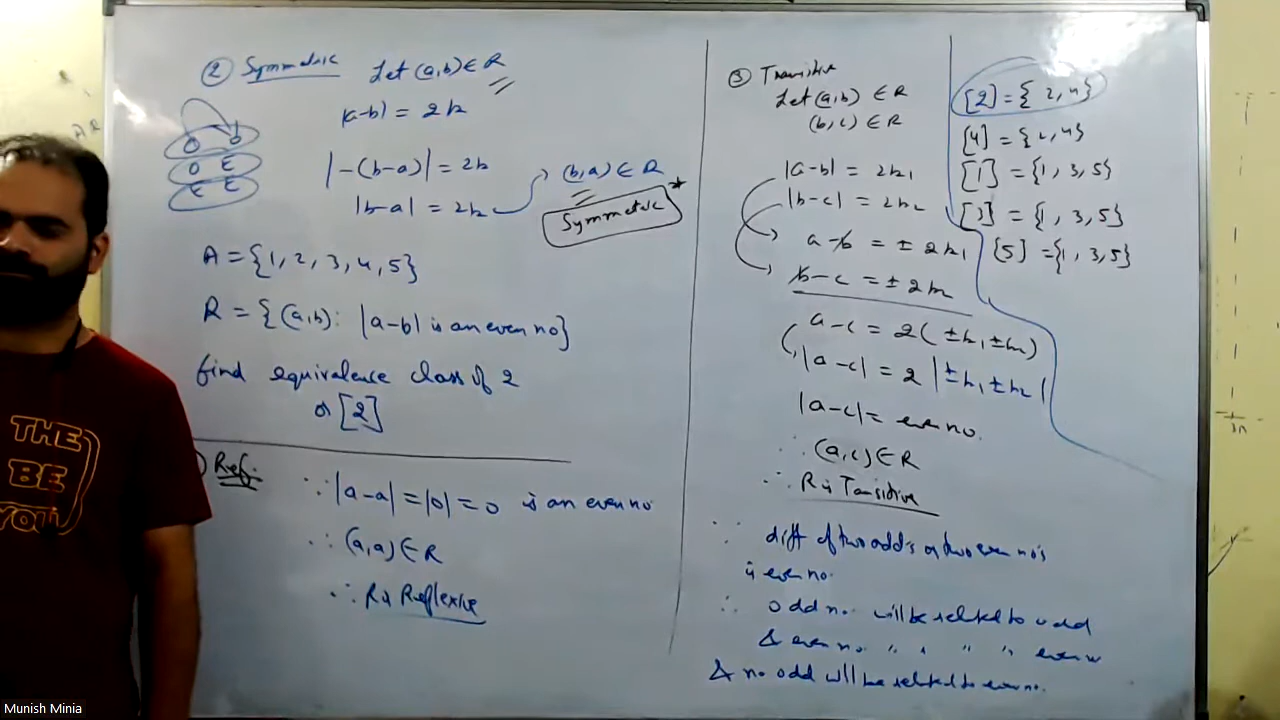 ② Symmetric Let (a,b) ∈ R
|a-b| = 2k
|-(b-a)| = 2k
|b-a| = 2k (b,a) ∈ R
Symmetric
O O
O E
E E
A = {1, 2, 3, 4, 5}
R = {(a,b): |a-b| is an even no}
find equivalence class of 2
or [2]
Ref:
∵ |a-a| = |0| = 0 is an even no
∴ (a,a) ∈ R
∴ R is Reflexive
③ Transitive
Let (a,b) ∈ R
(b,c) ∈ R
|a-b| = 2k₁
|b-c| = 2k₂
a-b = ± 2k₁
b-c = ± 2k₂
a-c = 2(±k₁±k₂)
|a-c| = 2|±k₁±k₂|
|a-c| = even no.
∴ (a,c) ∈ R
∴ R is Transitive
∵ diff of two odd's or two even no's
is even no.
∴ odd no. will be related to odd
& even no. " " " " even no
& no odd will be related to even no.
[2] = {2,4}
[4] = {2,4}
[1] = {1, 3, 5}
[3] = {1, 3, 5}
[5] = {1, 3, 5}
THE
BE
YOU
Munish Minia